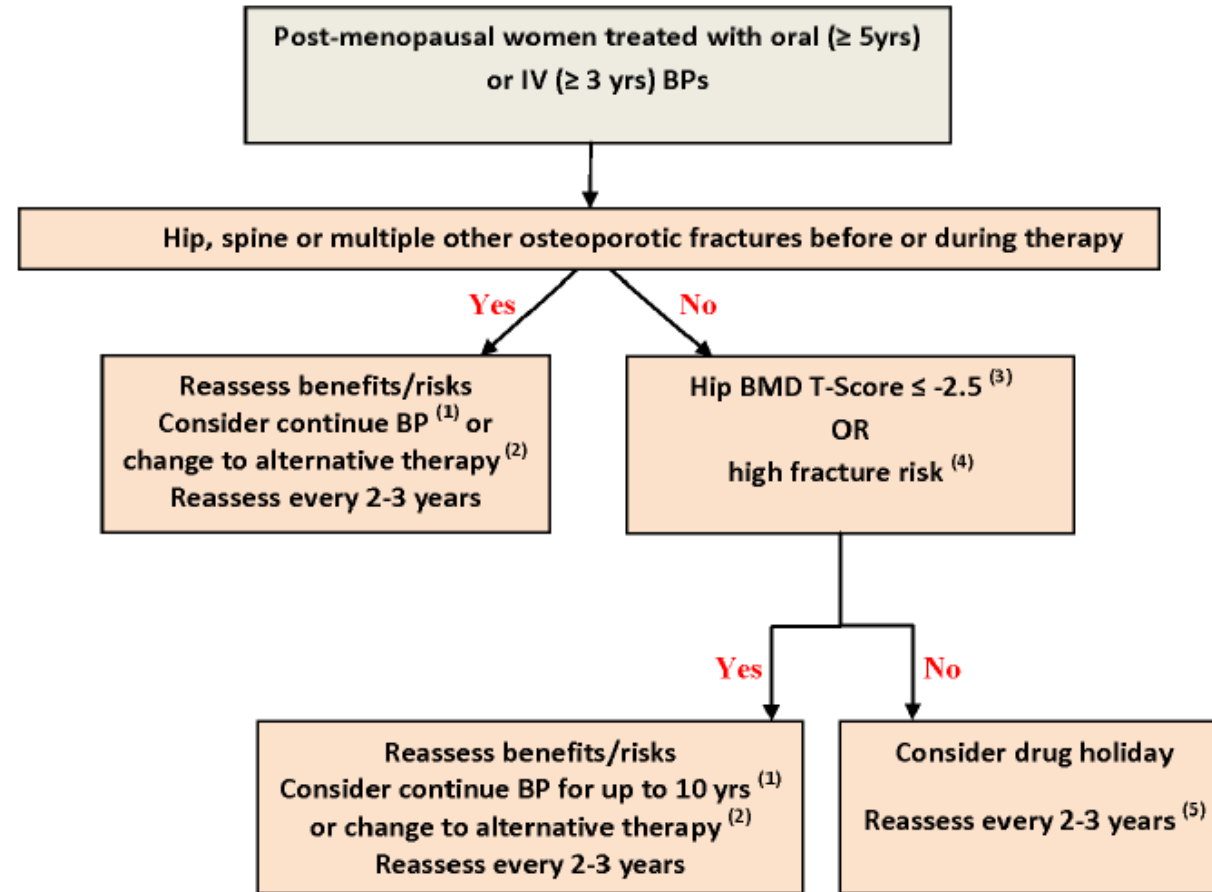 Post-menopausal women treated with oral (≥ 5yrs)
or IV (≥ 3 yrs) BPs
Hip, spine or multiple other osteoporotic fractures before or during therapy
Yes
No
Reassess benefits/risks
Consider continue BP (1) or
change to alternative therapy (2)
Reassess every 2-3 years
Hip BMD T-Score ≤ -2.5 (3)
OR
high fracture risk (4)
Yes
No
Reassess benefits/risks
Consider continue BP for up to 10 yrs (1)
or change to alternative therapy (2)
Reassess every 2-3 years
Consider drug holiday
Reassess every 2-3 years (5)